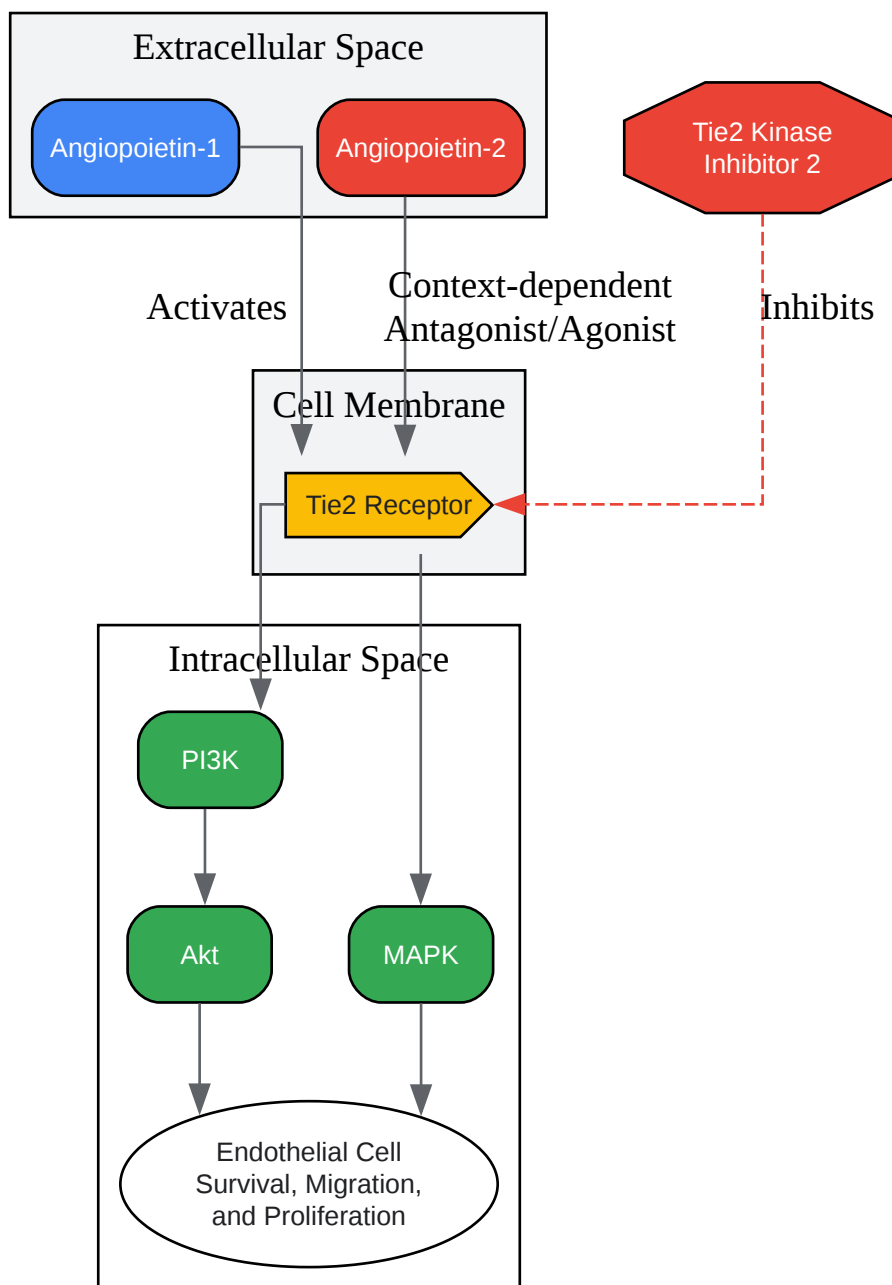 Extracellular Space
Angiopoietin-1
Angiopoietin-2
Tie2 Kinase
Inhibitor 2
Activates
Context-dependent
Antagonist/Agonist
Inhibits
Cell Membrane
Tie2 Receptor
Intracellular Space
PI3K
Akt
MAPK
Endothelial Cell
Survival, Migration,
and Proliferation